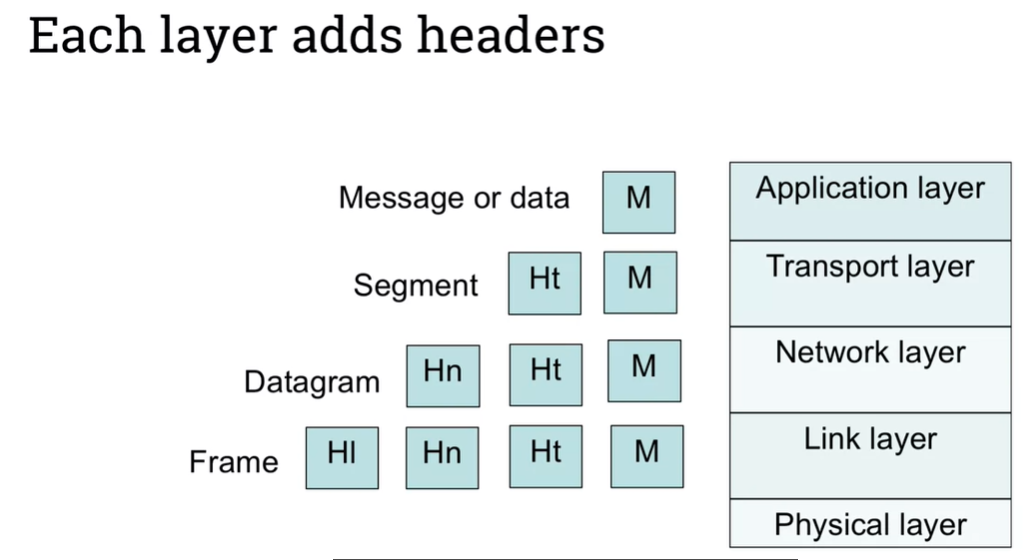 Each layer adds headers
Message or data M Application layer
Segment Ht M Transport layer
Datagram Hn Ht M Network layer
Frame Hl Hn Ht M Link layer
Physical layer